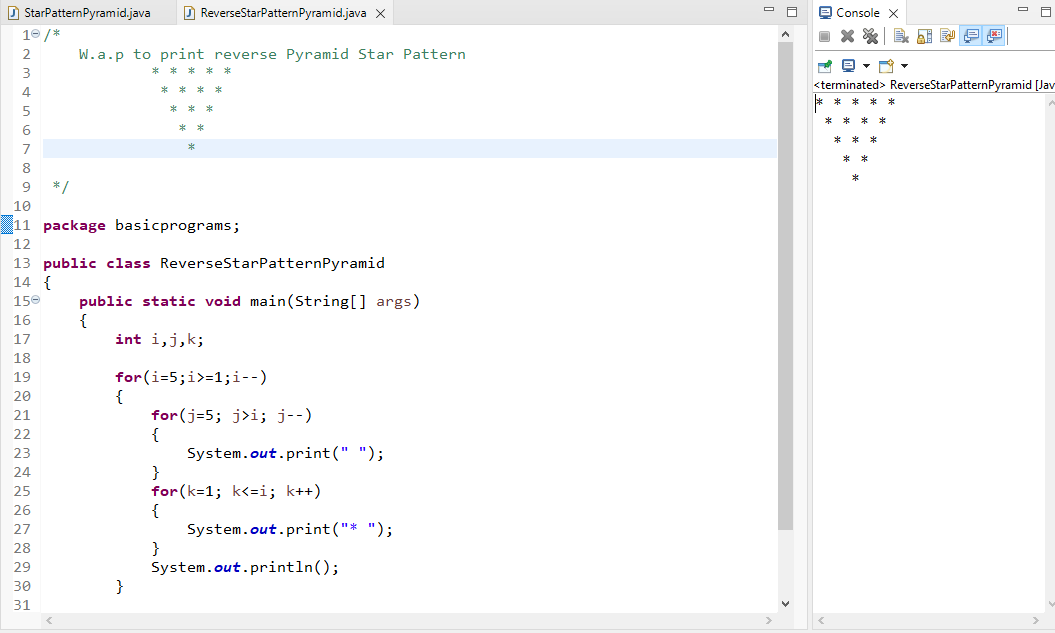 StarPatternPyramid.java
ReverseStarPatternPyramid.java
1 /*
2     W.a.p to print reverse Pyramid Star Pattern
3             * * * * *
4              * * * *
5               * * *
6                * *
7                 *
8
9  */
10
11 package basicprograms;
12
13 public class ReverseStarPatternPyramid
14 {
15     public static void main(String[] args)
16     {
17         int i,j,k;
18
19         for(i=5;i>=1;i--)
20         {
21             for(j=5; j>i; j--)
22             {
23                 System.out.print(" ");
24             }
25             for(k=1; k<=i; k++)
26             {
27                 System.out.print("* ");
28             }
29             System.out.println();
30         }
31
Console
<terminated> ReverseStarPatternPyramid [Jav
* * * * *
 * * * *
  * * *
   * *
    *